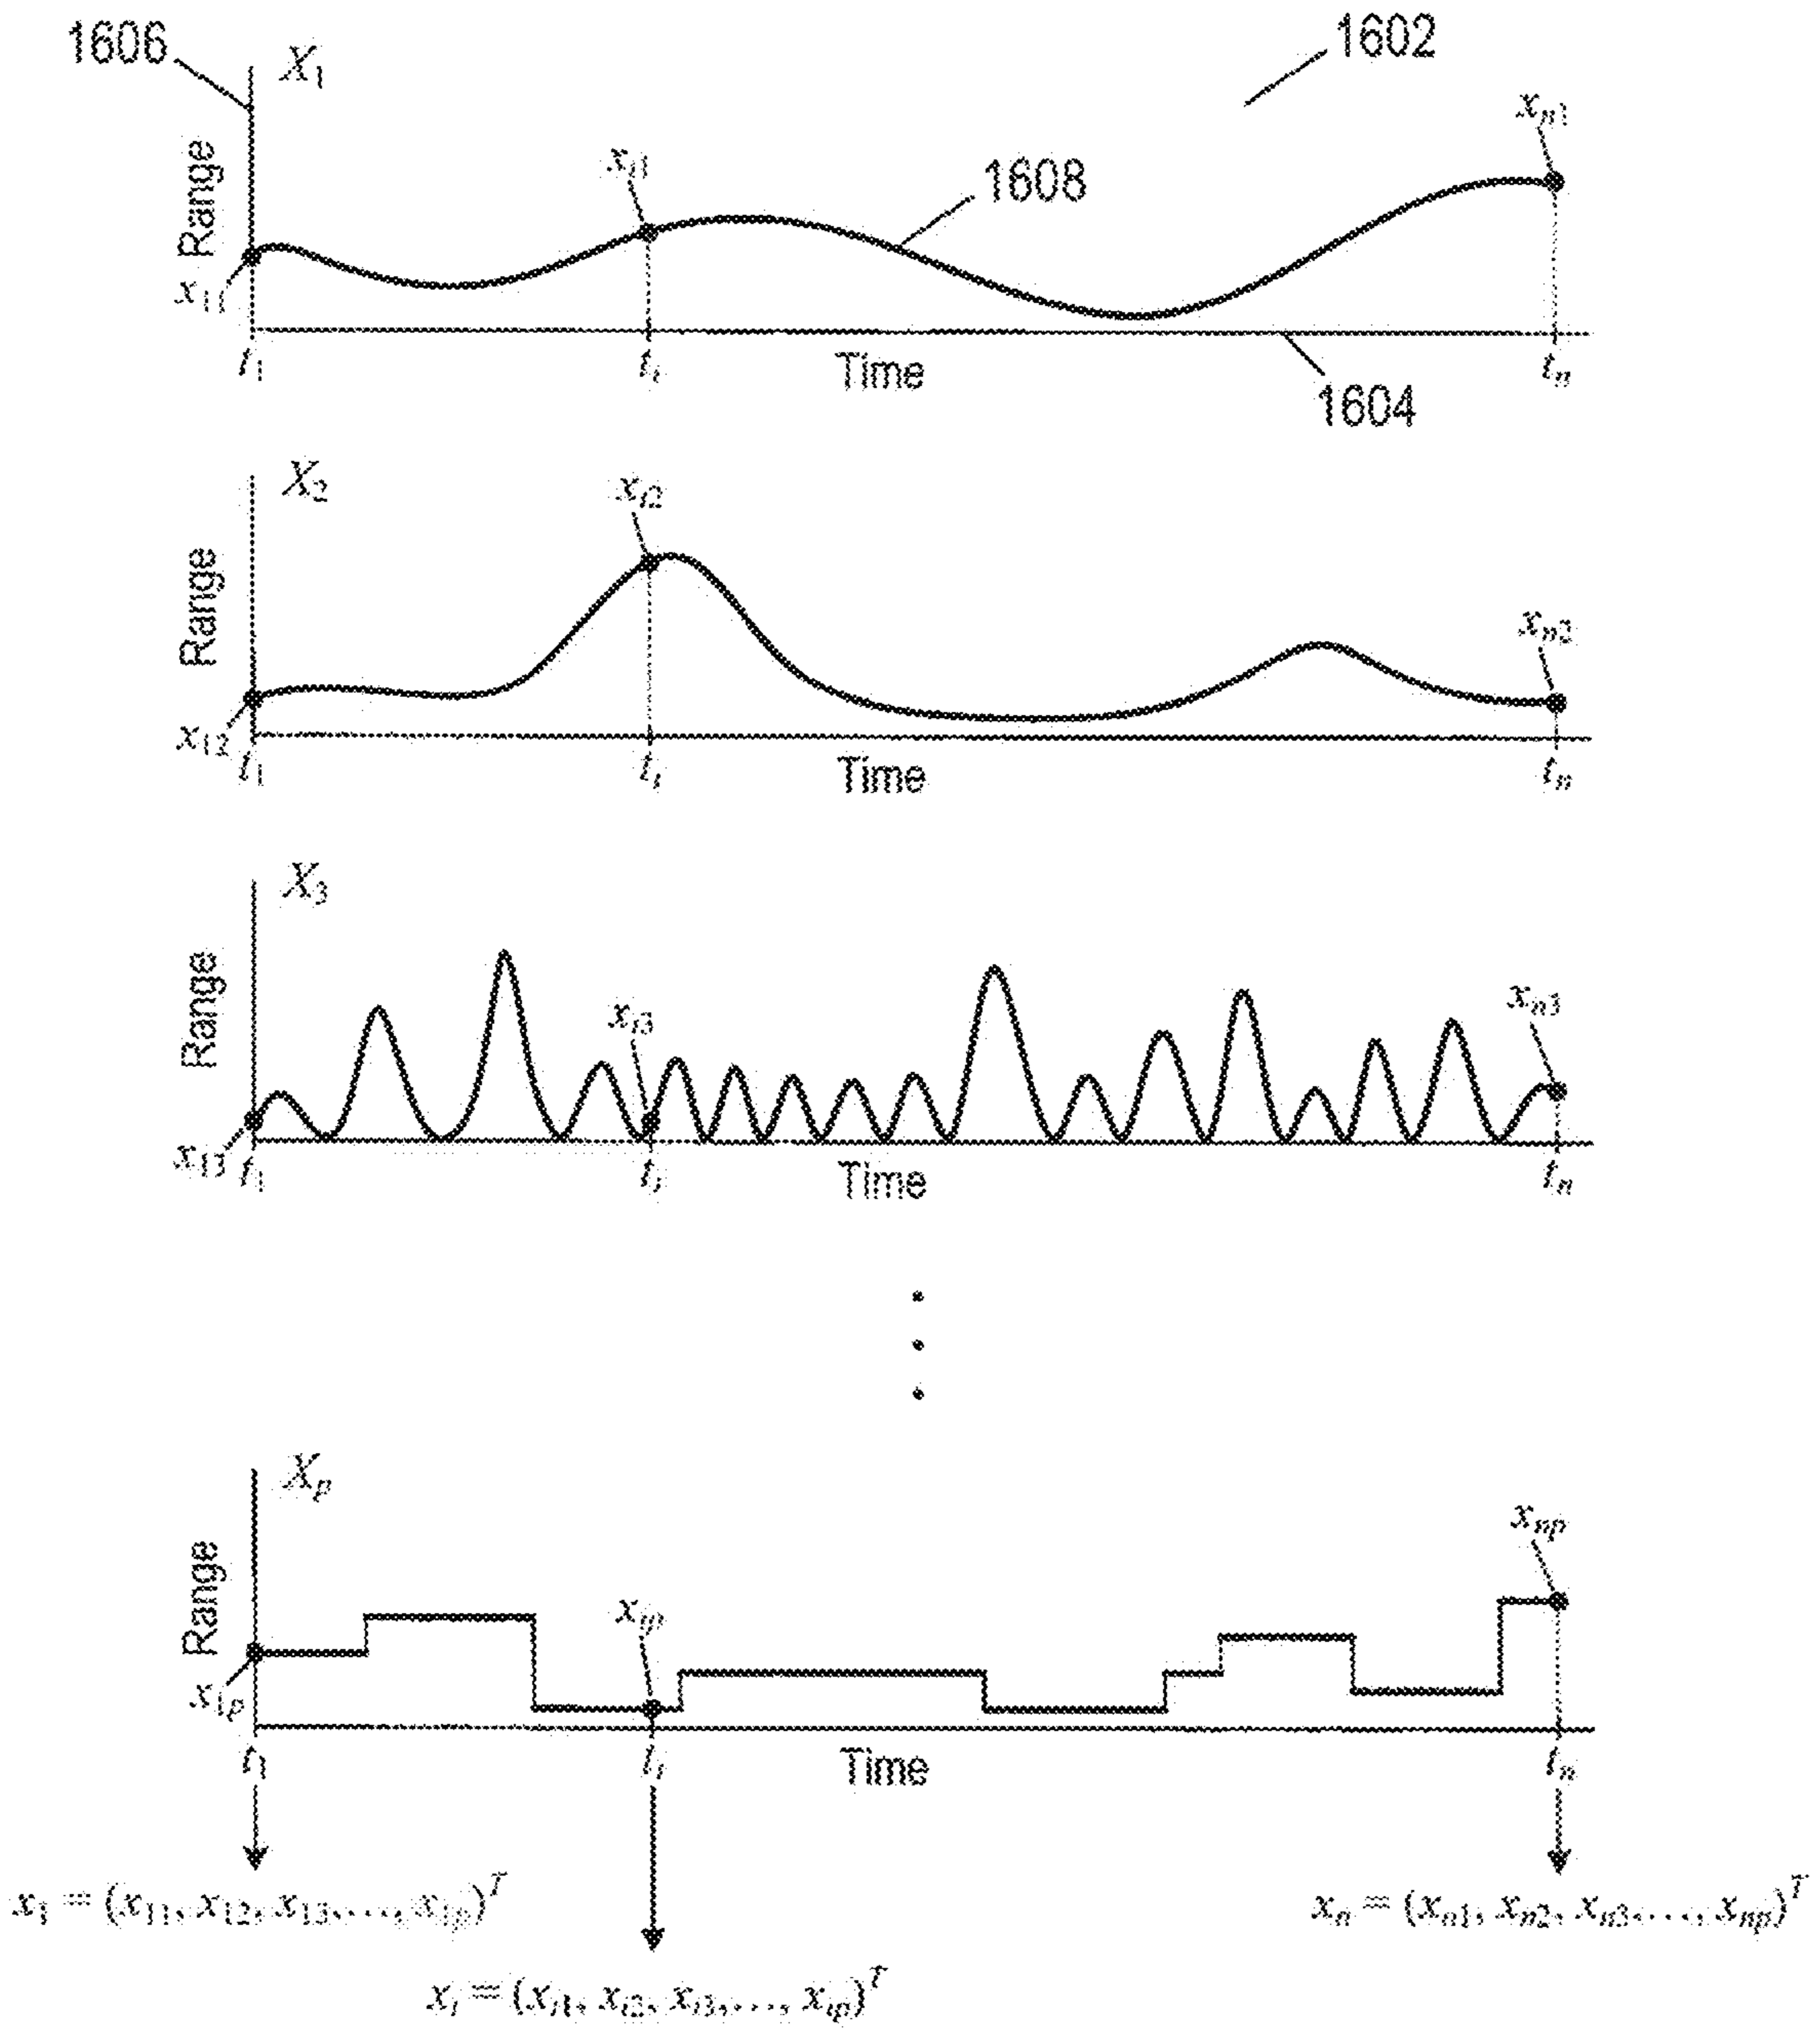 1606 X₁ 1602
xₙ₁
xᵢ₁
1608
Range
x₁₁
t₁ tᵢ Time tₙ
1604
X₂
xᵢ₂
Range
xₙ₂
x₁₂
t₁ tᵢ Time tₙ
X₃
Range
xᵢ₃ xₙ₃
x₁₃ t₁ tᵢ Time tₙ
Xₚ
xₙₚ
Range
xᵢₚ
x₁ₚ
t₁ tᵢ Time tₙ
x₁ = (x₁₁, x₁₂, x₁₃, ..., x₁ₚ)ᵀ xₙ = (xₙ₁, xₙ₂, xₙ₃, ..., xₙₚ)ᵀ
xᵢ = (xᵢ₁, xᵢ₂, xᵢ₃, ..., xᵢₚ)ᵀ